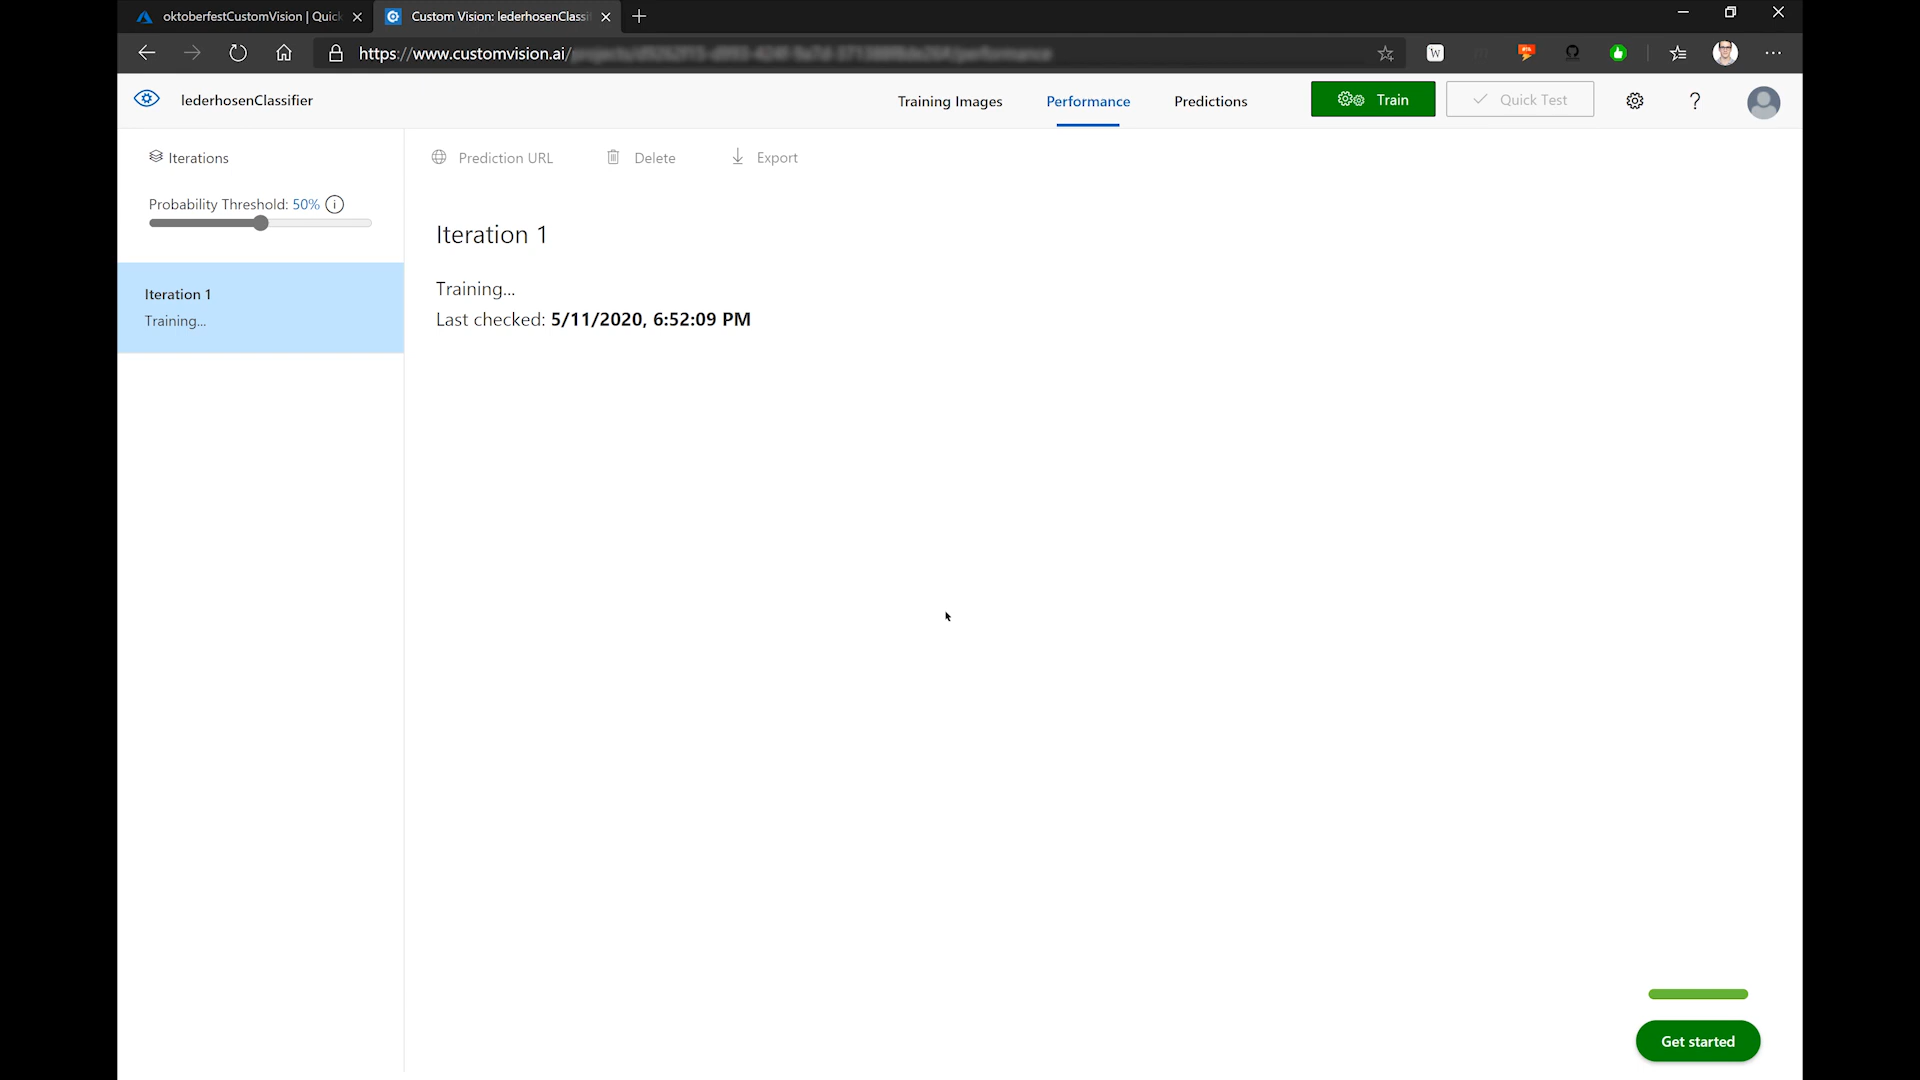 oktoberfestCustomVision | Quick
Custom Vision: lederhosenClassif
https://www.customvision.ai/
W
lederhosenClassifier
Training Images
Performance
Predictions
Train
Quick Test
?
Iterations
Prediction URL
Delete
Export
Probability Threshold: 50%
Iteration 1
Training...
Iteration 1
Training...
Last checked: 5/11/2020, 6:52:09 PM
Get started